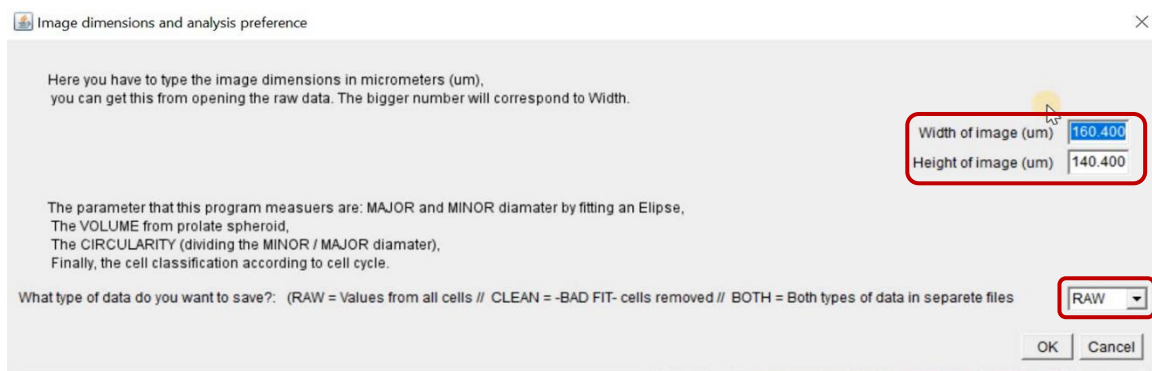 Image dimensions and analysis preference
Here you have to type the image dimensions in micrometers (um),
you can get this from opening the raw data. The bigger number will correspond to Width.
Width of image (um) 160.400
Height of image (um) 140.400
The parameter that this program measuers are: MAJOR and MINOR diamater by fitting an Elipse,
The VOLUME from prolate spheroid,
The CIRCULARITY (dividing the MINOR / MAJOR diamater),
Finally, the cell classification according to cell cycle.
What type of data do you want to save?: (RAW = Values from all cells // CLEAN = -BAD FIT- cells removed // BOTH = Both types of data in separete files RAW
OK Cancel